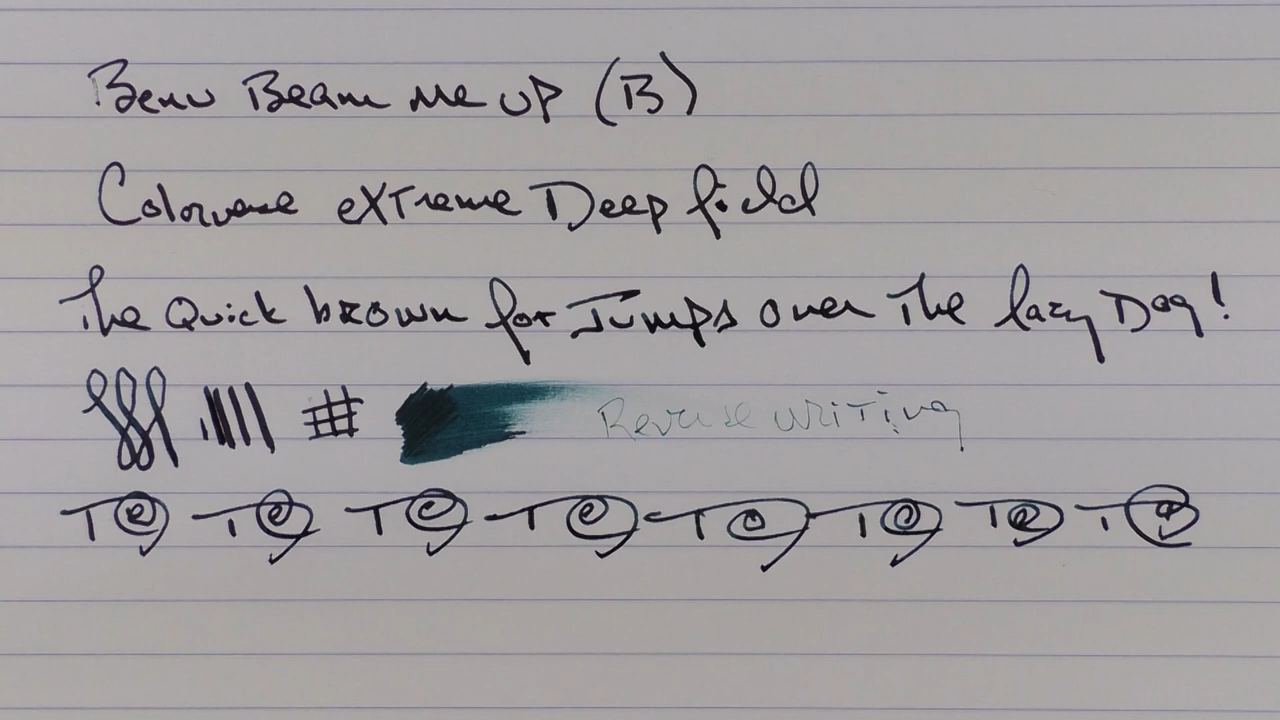 Benu Beam me up (B)
Colorverse extreme Deep field
The Quick brown fox Jumps over The lazy Dog!
Reverse writing